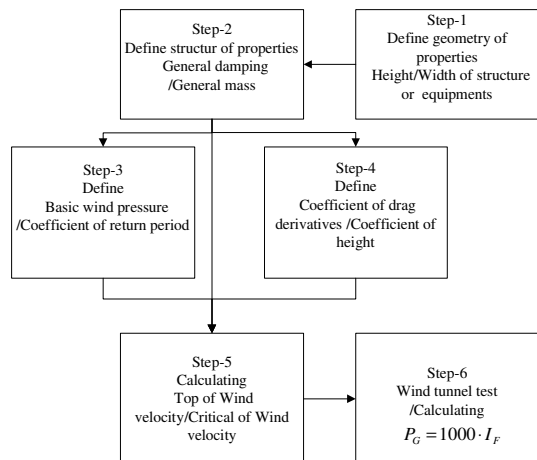 Step-2
Define structur of properties
General damping
/General mass
Step-1
Define geometry of
properties
Height/Width of structure
or equipments
Step-3
Define
Basic wind pressure
/Coefficient of return period
Step-4
Define
Coefficient of drag
derivatives /Coefficient of
height
Step-5
Calculating
Top of Wind
velocity/Critical of Wind
velocity
Step-6
Wind tunnel test
/Calculating
P_G = 1000 · I_F